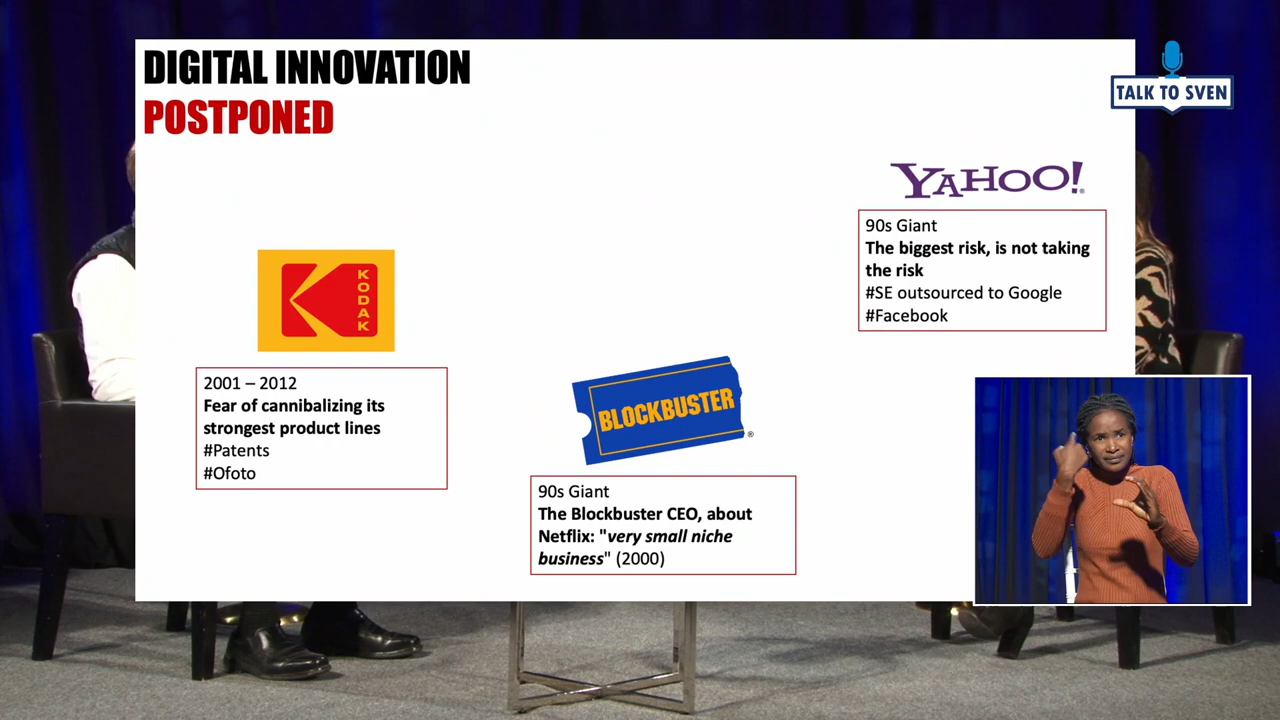 DIGITAL INNOVATION
POSTPONED
TALK TO SVEN
YAHOO!
90s Giant
The biggest risk, is not taking
the risk
#SE outsourced to Google
#Facebook
KODAK
2001 – 2012
Fear of cannibalizing its
strongest product lines
#Patents
#Ofoto
BLOCKBUSTER
®
90s Giant
The Blockbuster CEO, about
Netflix: "very small niche
business" (2000)